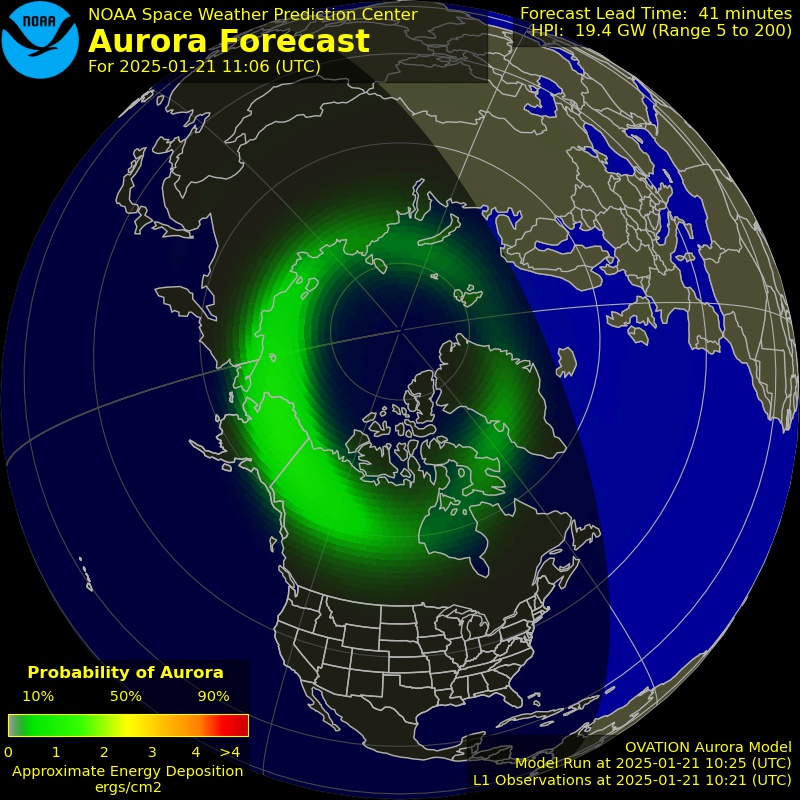 NOAA
NOAA Space Weather Prediction Center
Aurora Forecast
For 2025-01-21 11:06 (UTC)
Forecast Lead Time: 41 minutes
HPI: 19.4 GW (Range 5 to 200)
Probability of Aurora
10% 50% 90%
0 1 2 3 4 >4
Approximate Energy Deposition
ergs/cm2
OVATION Aurora Model
Model Run at 2025-01-21 10:25 (UTC)
L1 Observations at 2025-01-21 10:21 (UTC)